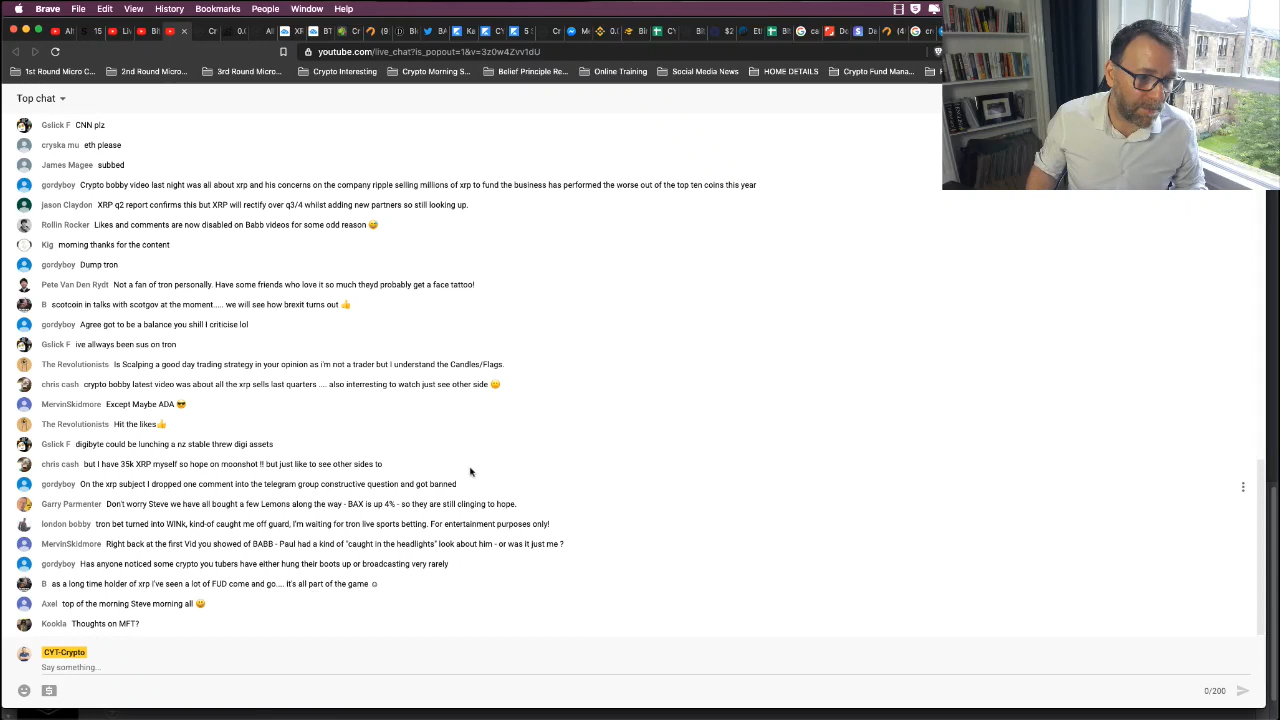 Brave File Edit View History Bookmarks People Window Help
youtube.com/live_chat?is_popout=1&v=3z0w4Zvv1dU
1st Round Micro C... 2nd Round Micro... 3rd Round Micro... Crypto Interesting Crypto Morning S... Belief Principle Re... Online Training Social Media News HOME DETAILS Crypto Fund Mana...
Top chat
Gslick F CNN plz
cryska mu eth please
James Magee subbed
gordyboy Crypto bobby video last night was all about xrp and his concerns on the company ripple selling millions of xrp to fund the business has performed the worse out of the top ten coins this year
jason Claydon XRP q2 report confirms this but XRP will rectify over q3/4 whilst adding new partners so still looking up.
Rollin Rocker Likes and comments are now disabled on Babb videos for some odd reason 😅
Kig morning thanks for the content
gordyboy Dump tron
Pete Van Den Rydt Not a fan of tron personally. Have some friends who love it so much theyd probably get a face tattoo!
B scotcoin in talks with scotgov at the moment..... we will see how brexit turns out 👍
gordyboy Agree got to be a balance you shill I criticise lol
Gslick F ive allways been sus on tron
The Revolutionists Is Scalping a good day trading strategy in your opinion as i'm not a trader but I understand the Candles/Flags.
chris cash crypto bobby latest video was about all the xrp sells last quarters .... also interresting to watch just see other side 😊
MervinSkidmore Except Maybe ADA 😎
The Revolutionists Hit the likes👍
Gslick F digibyte could be lunching a nz stable threw digi assets
chris cash but I have 35k XRP myself so hope on moonshot !! but just like to see other sides to
gordyboy On the xrp subject I dropped one comment into the telegram group constructive question and got banned
Garry Parmenter Don't worry Steve we have all bought a few Lemons along the way - BAX is up 4% - so they are still clinging to hope.
london bobby tron bet turned into WINk, kind-of caught me off guard, I'm waiting for tron live sports betting. For entertainment purposes only!
MervinSkidmore Right back at the first Vid you showed of BABB - Paul had a kind of "caught in the headlights" look about him - or was it just me ?
gordyboy Has anyone noticed some crypto you tubers have either hung their boots up or broadcasting very rarely
B as a long time holder of xrp I've seen a lot of FUD come and go.... it's all part of the game ☺
Axel top of the morning Steve morning all 😃
Kookla Thoughts on MFT?
CYT-Crypto
Say something...
0/200